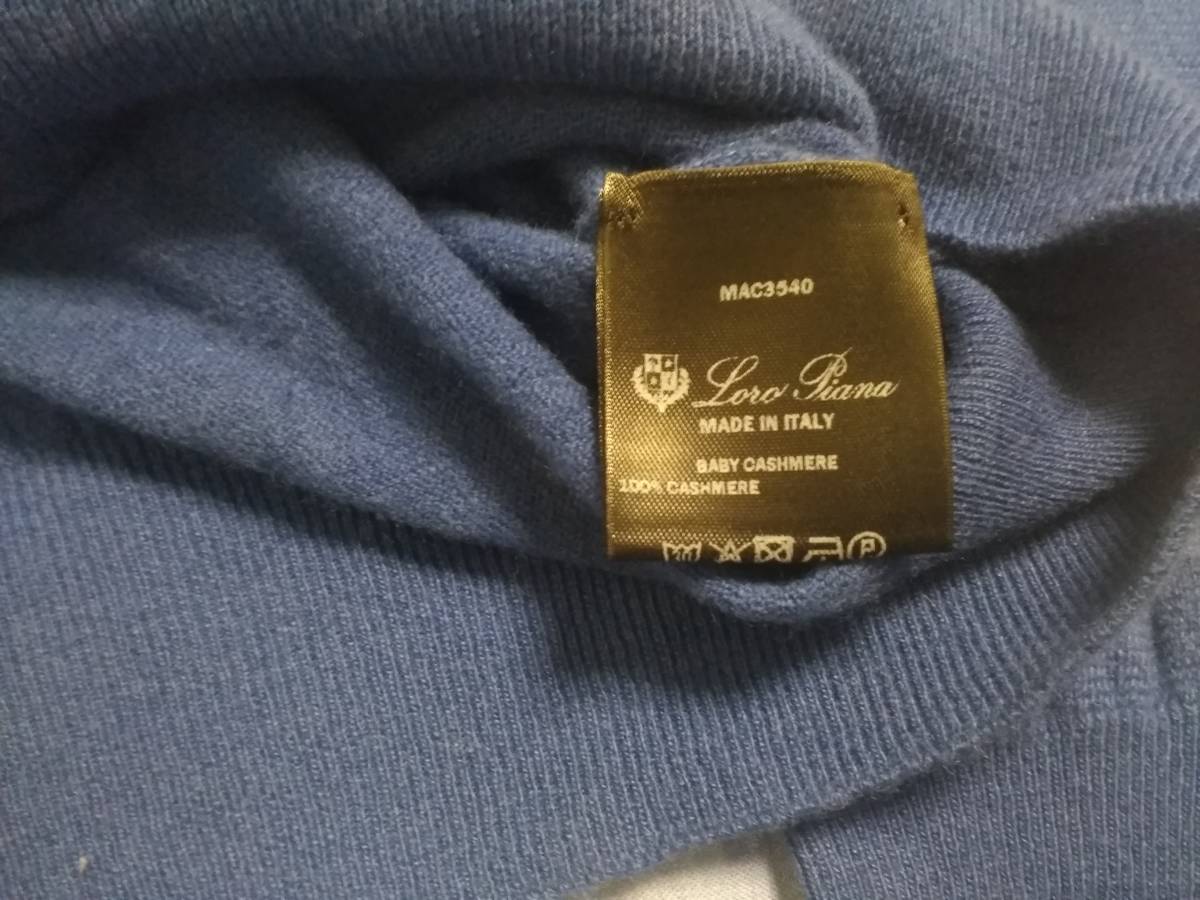 MAC3540
Loro Piana
MADE IN ITALY
BABY CASHMERE
100% CASHMERE